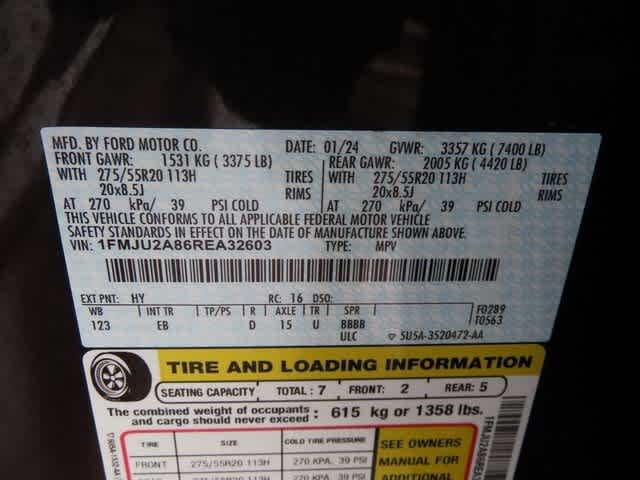 MFD. BY FORD MOTOR CO. DATE: 01/24 GVWR: 3357 KG ( 7400 LB)
FRONT GAWR: 1531 KG ( 3375 LB) REAR GAWR: 2005 KG ( 4420 LB)
WITH 275/55R20 113H TIRES WITH 275/55R20 113H TIRES
20x8.5J RIMS 20x8.5J RIMS
AT 270 kPa/ 39 PSI COLD AT 270 kPa/ 39 PSI COLD
THIS VEHICLE CONFORMS TO ALL APPLICABLE FEDERAL MOTOR VEHICLE
SAFETY STANDARDS IN EFFECT ON THE DATE OF MANUFACTURE SHOWN ABOVE.
VIN: 1FMJU2A86REA32603 TYPE: MPV
EXT PNT: HY RC: 16 DSO:
WB INT TR TP/PS R AXLE TR SPR F0289
123 EB D 15 U BBBB T0563
ULC 5U5A-3520472-AA
TIRE AND LOADING INFORMATION
SEATING CAPACITY TOTAL: 7 FRONT: 2 REAR: 5
The combined weight of occupants and cargo should never exceed : 615 kg or 1358 lbs.
TIRE SIZE COLD TIRE PRESSURE SEE OWNERS
FRONT 275/55R20 113H 270 KPA, 39 PSI MANUAL FOR
ADDITIONAL